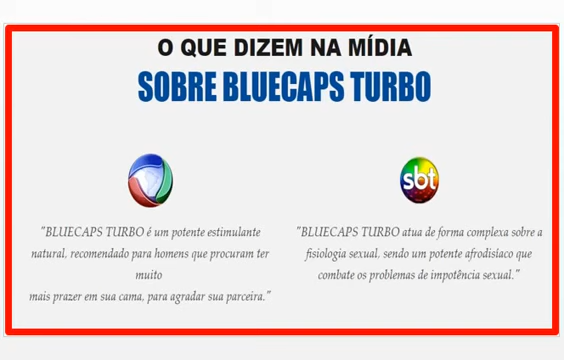 O QUE DIZEM NA MÍDIA
SOBRE BLUECAPS TURBO
"BLUECAPS TURBO é um potente estimulante
natural, recomendado para homens que procuram ter
muito
mais prazer em sua cama, para agradar sua parceira."
sbt
"BLUECAPS TURBO atua de forma complexa sobre a
fisiologia sexual, sendo um potente afrodisíaco que
combate os problemas de impotência sexual."